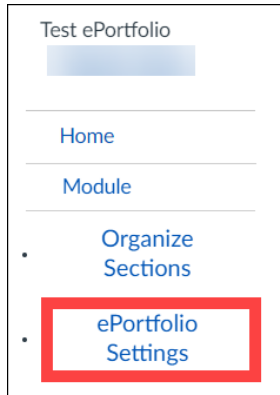 Test ePortfolio
Home
Module
Organize
Sections
ePortfolio
Settings